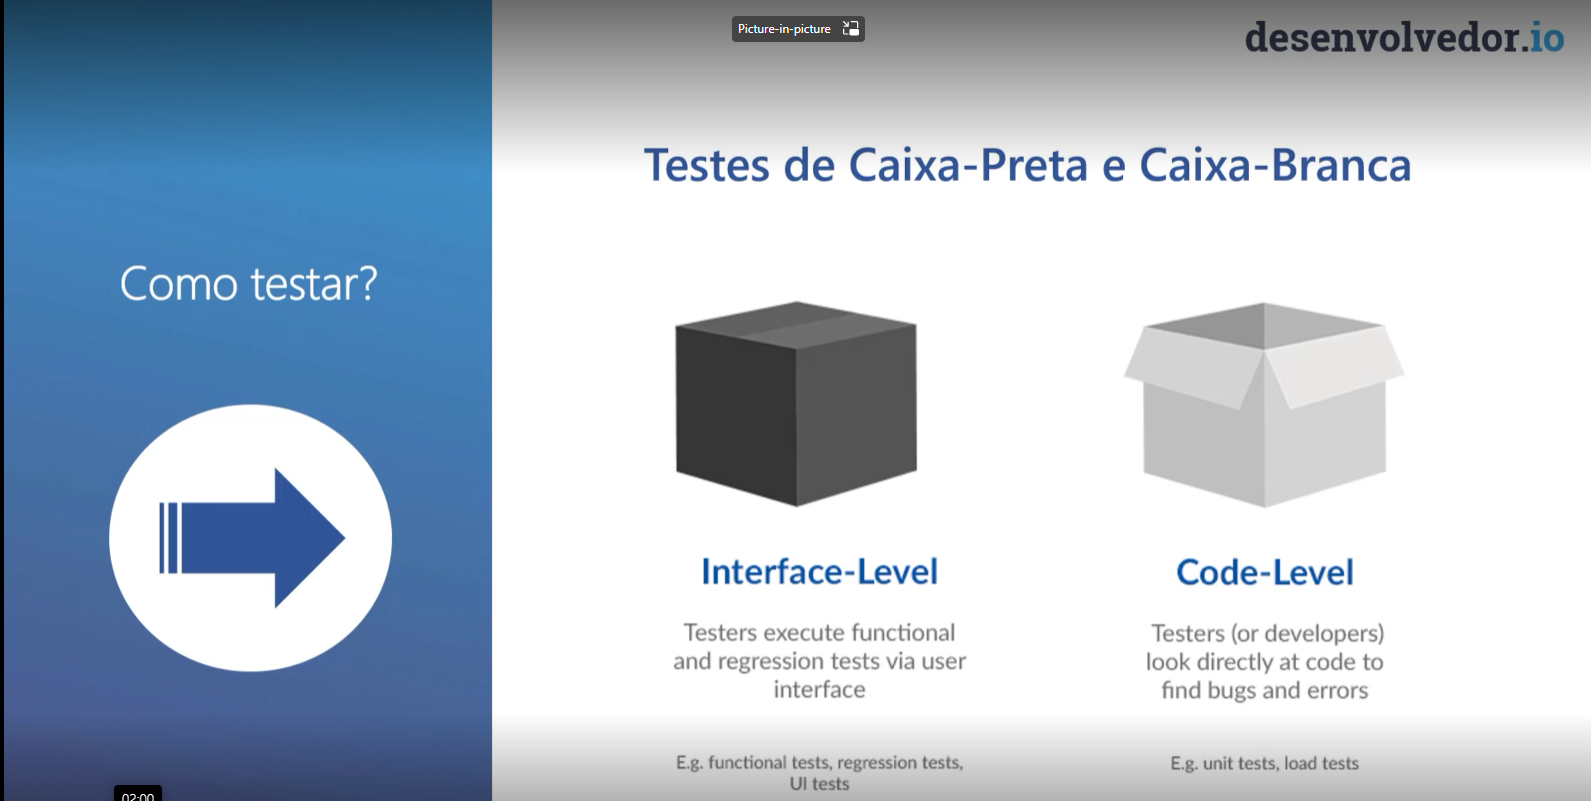 Picture-in-picture
desenvolvedor.io
Testes de Caixa-Preta e Caixa-Branca
Como testar?
Interface-Level
Testers execute functional
and regression tests via user
interface
E.g. functional tests, regression tests,
UI tests
Code-Level
Testers (or developers)
look directly at code to
find bugs and errors
E.g. unit tests, load tests
02:00